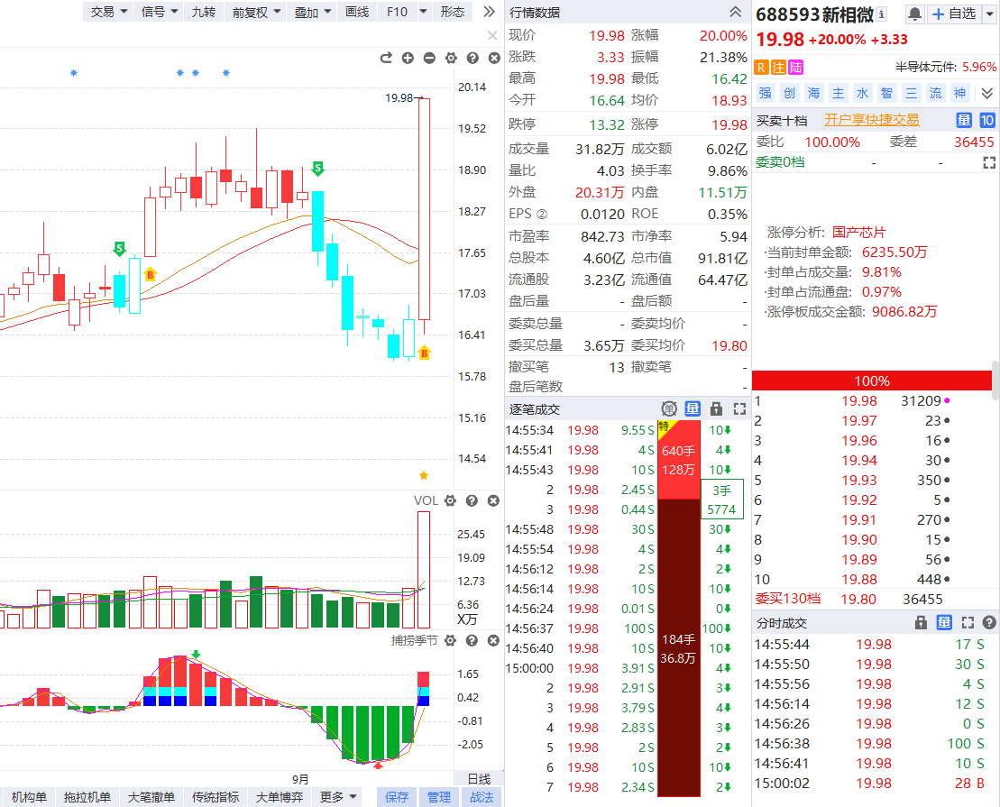 交易 信号 九转 前复权 叠加 画线 F10 形态
19.98
20.14
19.52
18.90
18.27
17.65
17.03
16.41
15.78
15.16
14.54
S
B
S
B
VOL
25.45
19.09
12.73
6.36
X万
捕捞季节
1.65
0.42
-0.81
-2.05
9月
日线
机构单 拖拉机单 大笔撤单 传统指标 大单博弈 更多 保存 管理 战法
行情数据
现价 19.98 涨幅 20.00%
涨跌 3.33 振幅 21.38%
最高 19.98 最低 16.42
今开 16.64 均价 18.93
跌停 13.32 涨停 19.98
成交量 31.82万 成交额 6.02亿
量比 4.03 换手率 9.86%
外盘 20.31万 内盘 11.51万
EPS ② 0.0120 ROE 0.35%
市盈率 842.73 市净率 5.94
总股本 4.60亿 总市值 91.81亿
流通股 3.23亿 流通值 64.47亿
盘后量 - 盘后额 -
委卖总量 - 委卖均价 -
委买总量 3.65万 委买均价 19.80
撤买笔 13 撤卖笔 -
盘后笔数 -
逐笔成交 单 量
14:55:34 19.98 9.55 S 10
14:55:41 19.98 4 S 4
14:55:43 19.98 10 S 10
2 19.98 2.45 S
3 19.98 0.44 S
14:55:48 19.98 30 S 30
14:55:54 19.98 4 S 4
14:56:12 19.98 2 S 2
14:56:14 19.98 10 S 10
14:56:24 19.98 0.01 S 0
14:56:37 19.98 100 S 100
14:56:40 19.98 10 S 10
15:00:00 19.98 3.91 S 4
2 19.98 2.91 S 3
3 19.98 3.79 S 4
4 19.98 2.83 S 3
5 19.98 2 S 2
6 19.98 10 S 10
7 19.98 2.34 S 2
特
640手
128万
3手
5774
184手
36.8万
688593新相微 i 自选
19.98 +20.00% +3.33
R 注 陆 半导体元件: 5.96%
强 创 海 主 水 智 三 流 神
买卖十档 开户享快捷交易 量 10
委比 100.00% 委差 36455
委卖0档 - -
涨停分析: 国产芯片
·当前封单金额: 6235.50万
·封单占成交量: 9.81%
·封单占流通盘: 0.97%
·涨停板成交金额: 9086.82万
100%
1 19.98 31209
2 19.97 23
3 19.96 16
4 19.94 30
5 19.93 350
6 19.92 5
7 19.91 270
8 19.90 15
9 19.89 56
10 19.88 448
委买130档 19.80 36455
分时成交 量
14:55:44 19.98 17 S
14:55:50 19.98 30 S
14:55:56 19.98 4 S
14:56:14 19.98 12 S
14:56:26 19.98 0 S
14:56:38 19.98 100 S
14:56:41 19.98 10 S
15:00:02 19.98 28 B